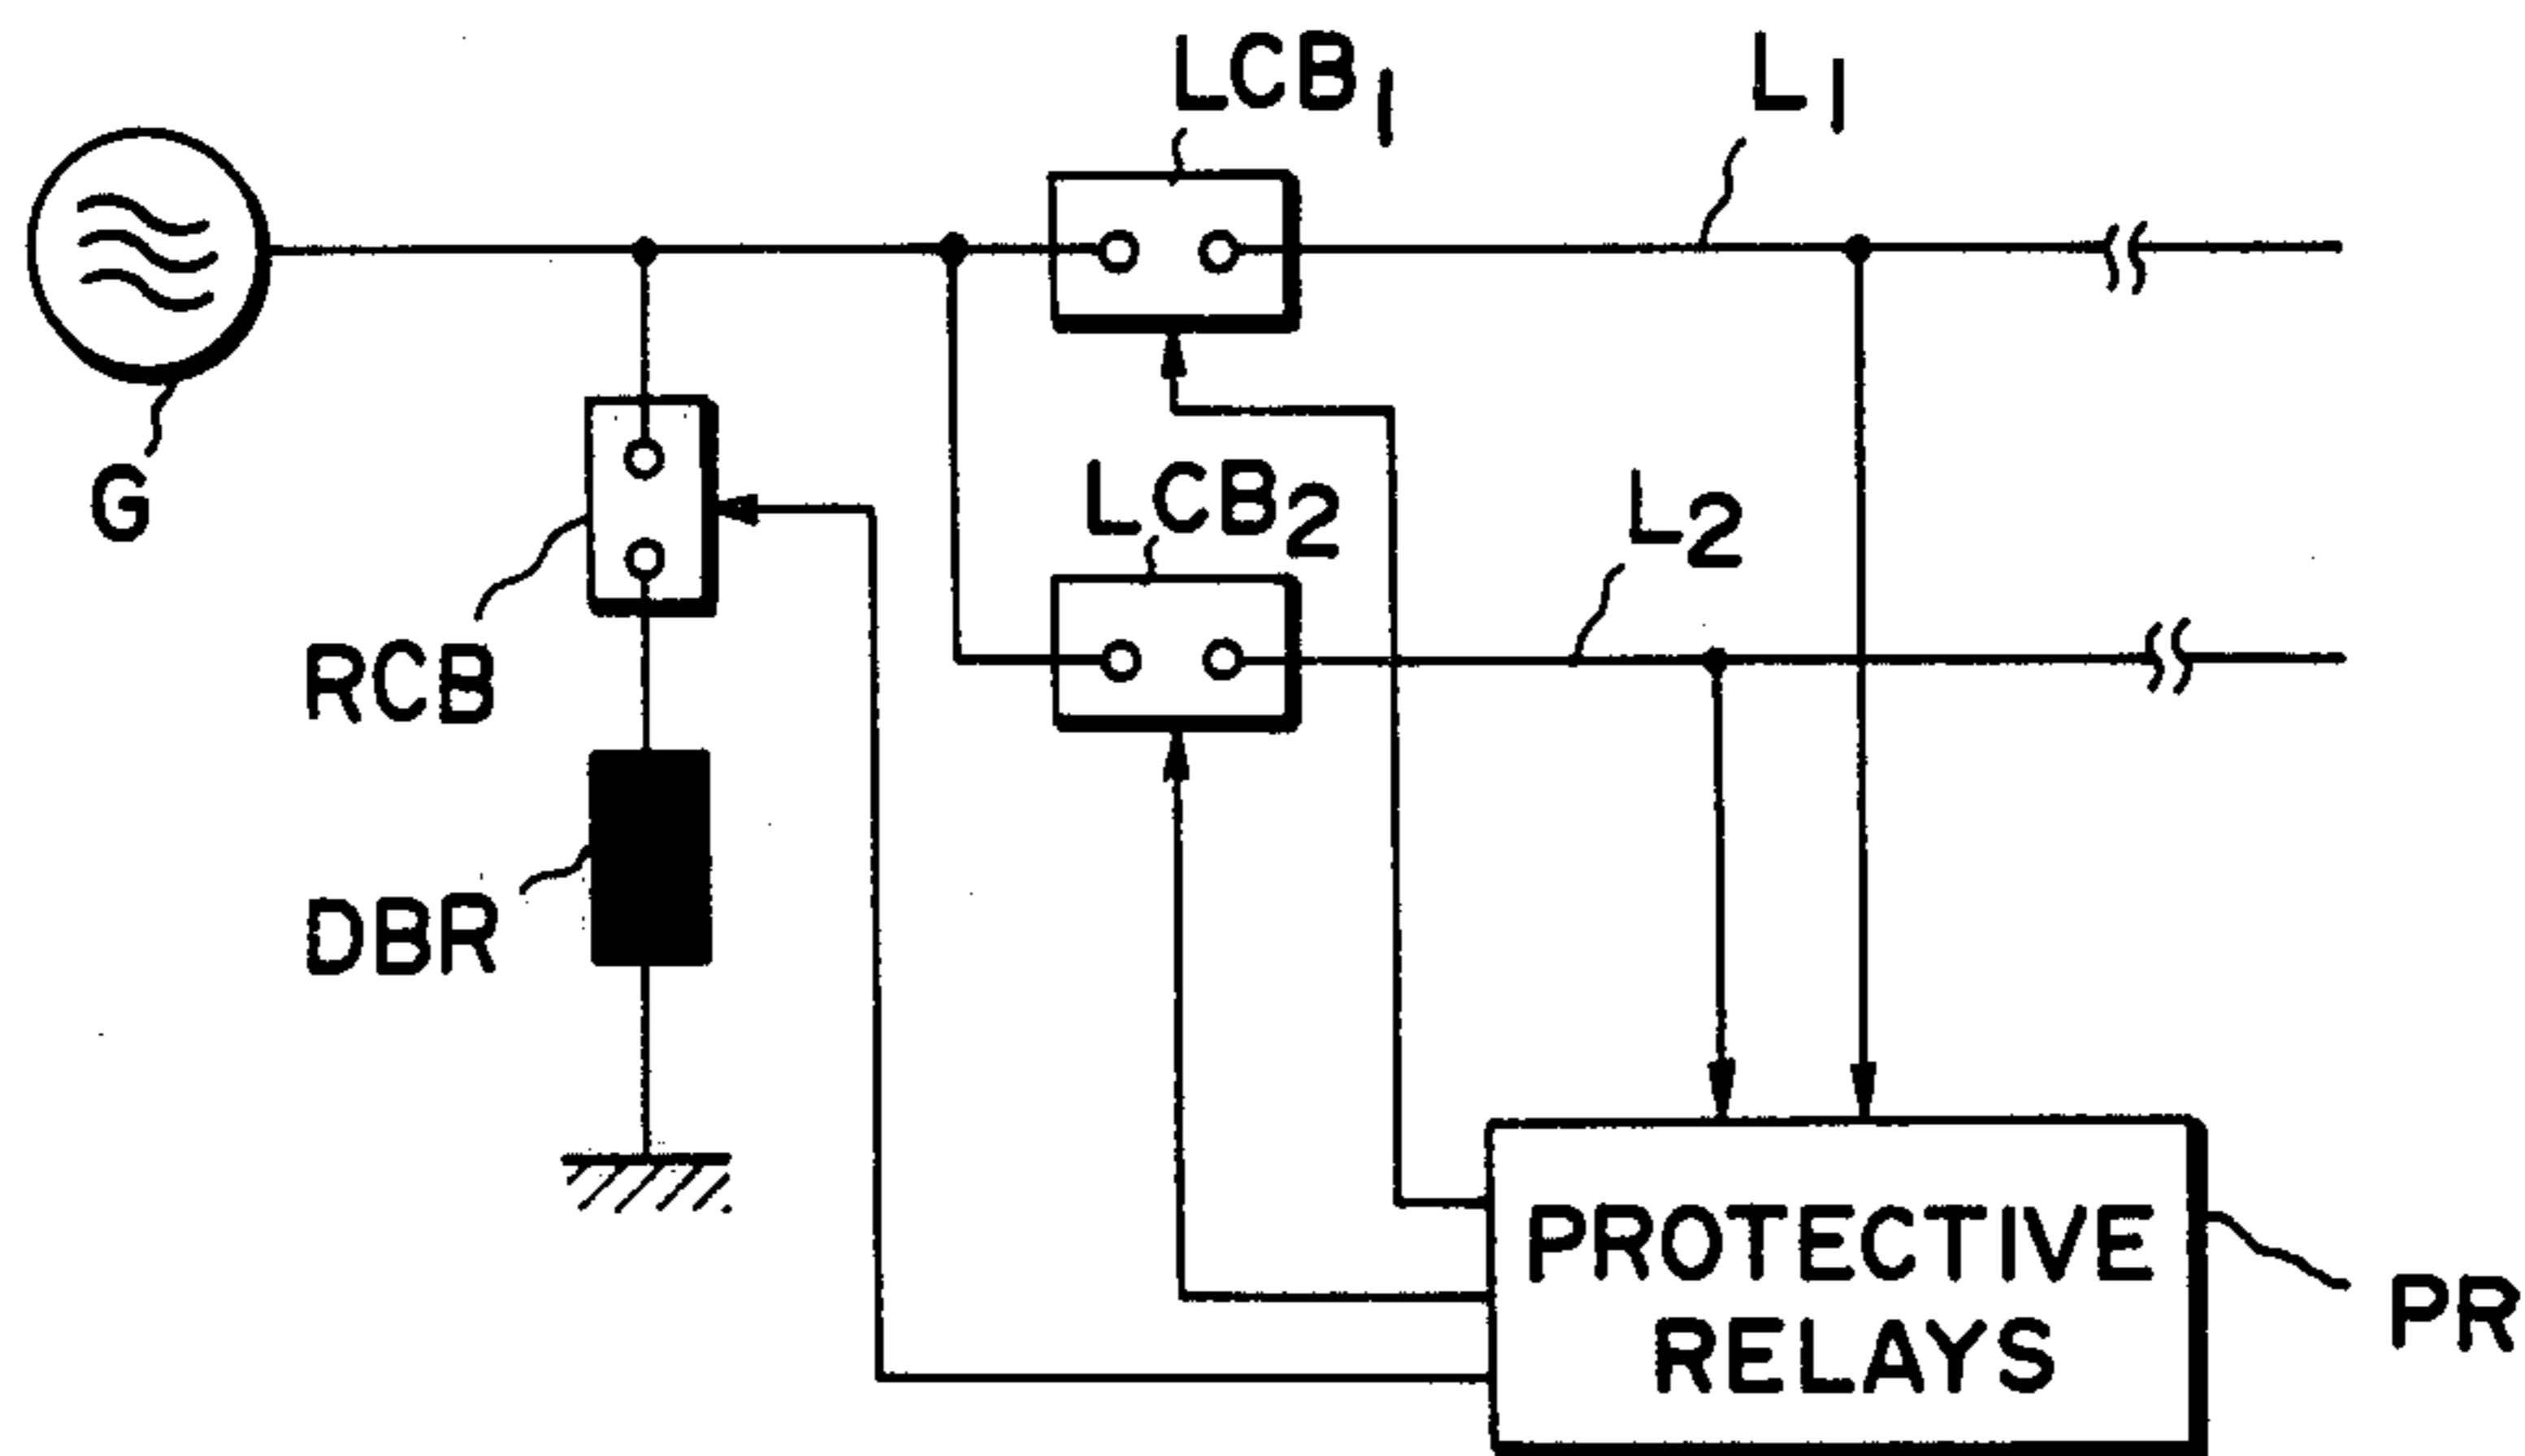 LCB1
L1
G
LCB2
L2
RCB
DBR
PROTECTIVE
RELAYS
PR